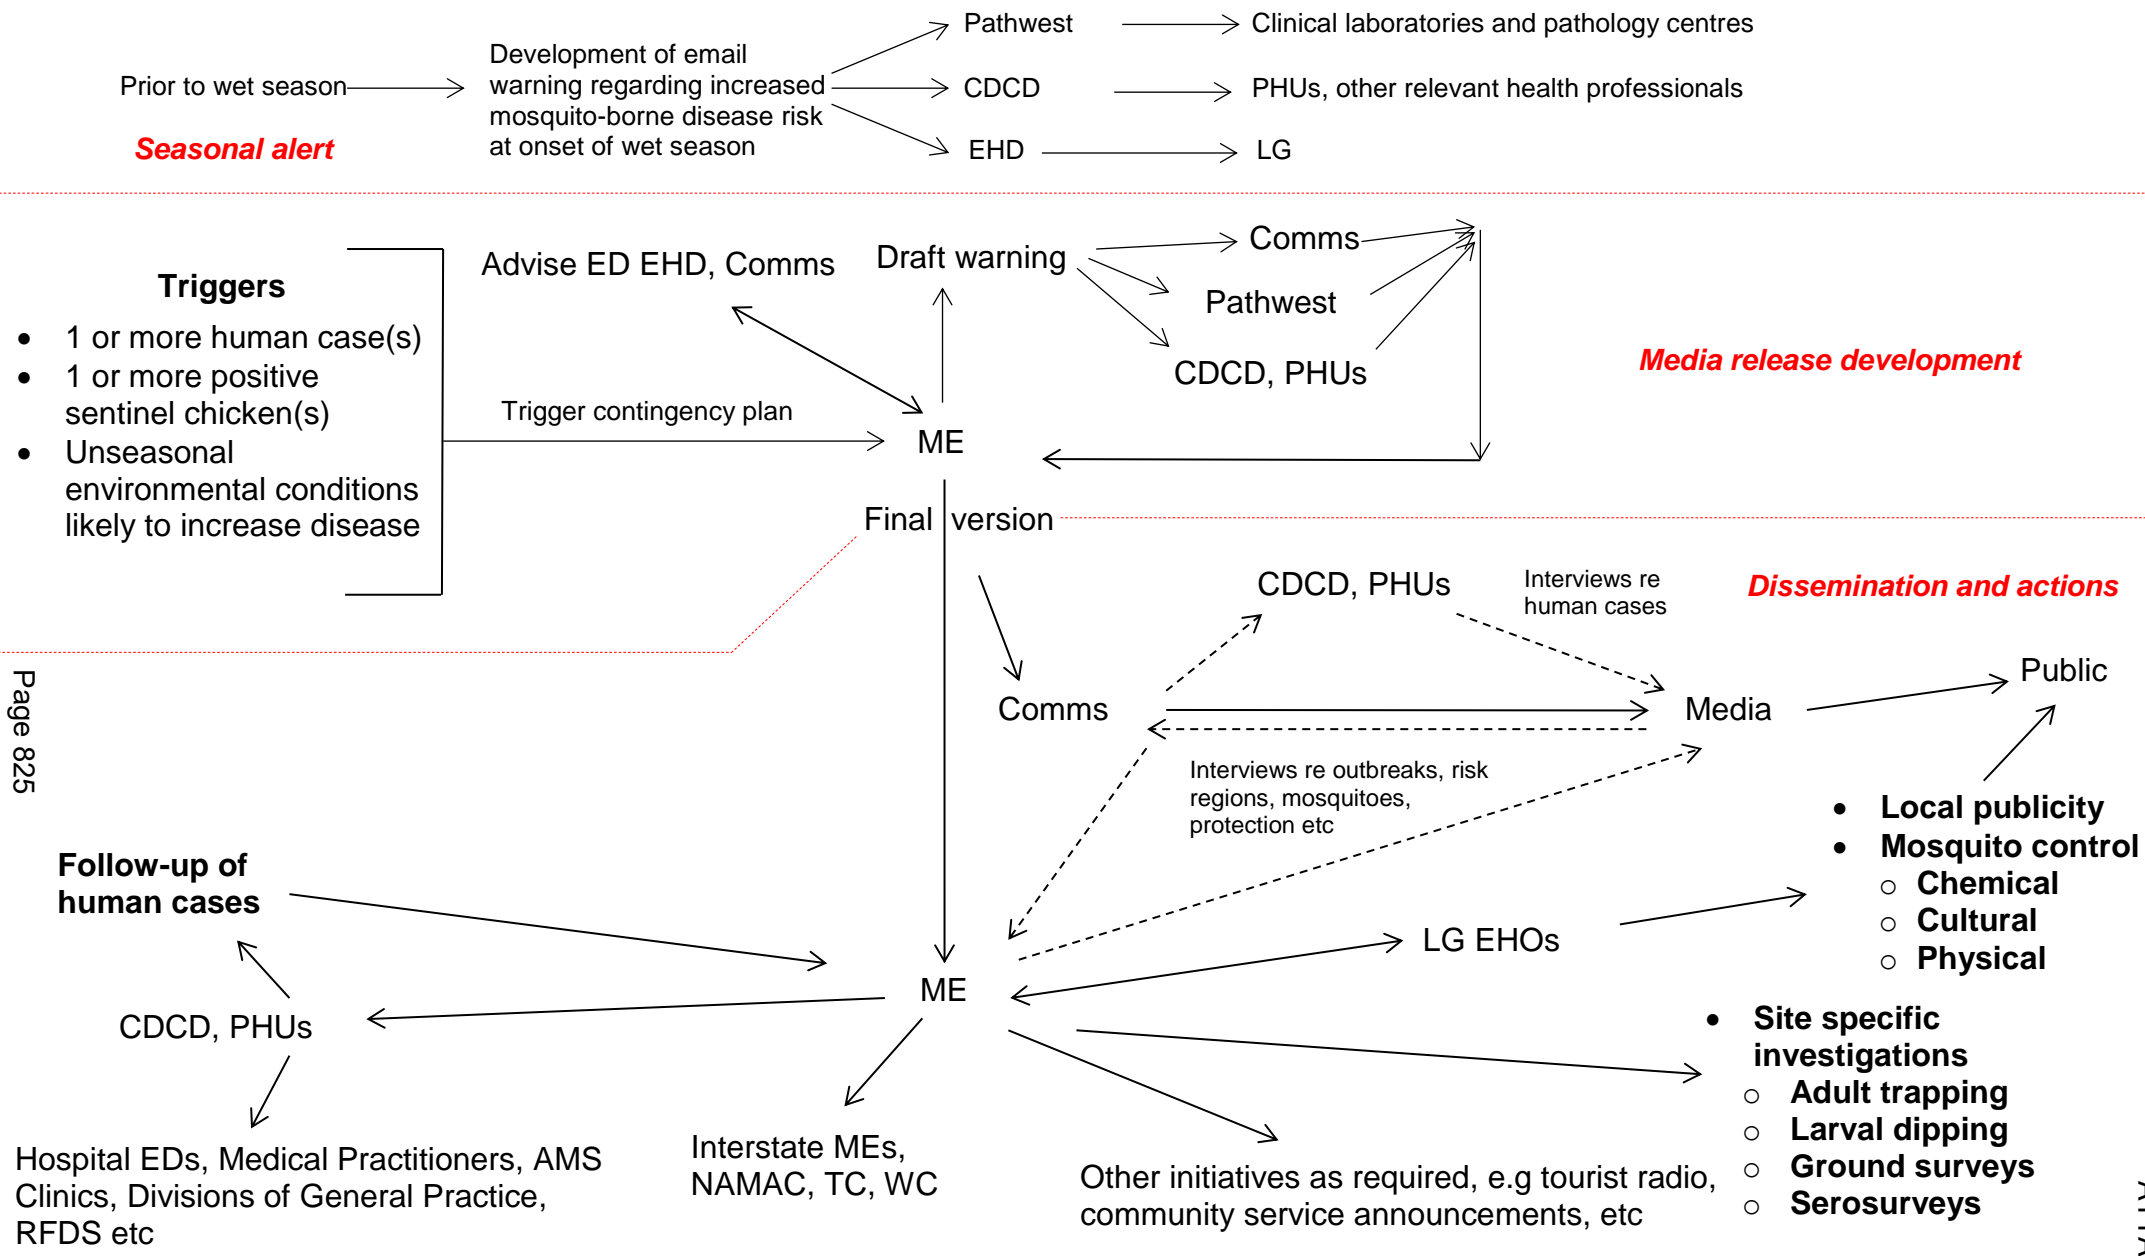 Pathwest
Clinical laboratories and pathology centres
Prior to wet season
Development of email
warning regarding increased
mosquito-borne disease risk
at onset of wet season
CDCD
PHUs, other relevant health professionals
Seasonal alert
EHD
LG
Triggers
• 1 or more human case(s)
• 1 or more positive
sentinel chicken(s)
• Unseasonal
environmental conditions
likely to increase disease
Advise ED EHD, Comms
Draft warning
Comms
Pathwest
CDCD, PHUs
Media release development
Trigger contingency plan
ME
Final version
CDCD, PHUs
Interviews re
human cases
Dissemination and actions
Comms
Media
Public
Interviews re outbreaks, risk
regions, mosquitoes,
protection etc
Page 825
Follow-up of
human cases
• Local publicity
• Mosquito control
○ Chemical
○ Cultural
○ Physical
LG EHOs
ME
CDCD, PHUs
• Site specific
investigations
○ Adult trapping
○ Larval dipping
○ Ground surveys
○ Serosurveys
Hospital EDs, Medical Practitioners, AMS
Clinics, Divisions of General Practice,
RFDS etc
Interstate MEs,
NAMAC, TC, WC
Other initiatives as required, e.g tourist radio,
community service announcements, etc